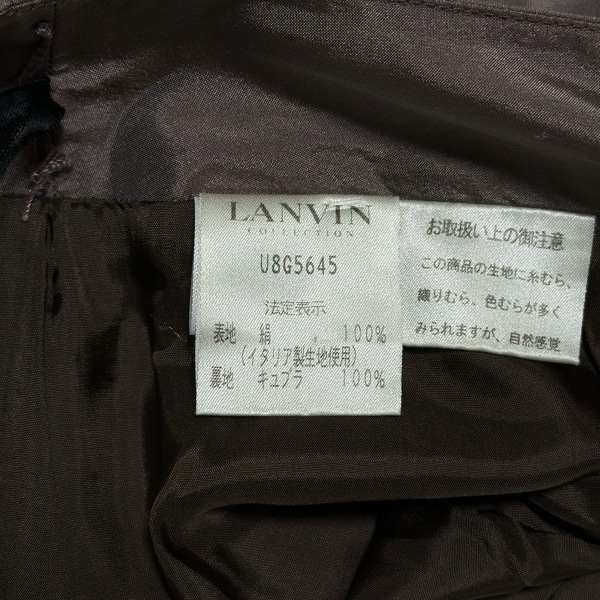 LANVIN
COLLECTION
U8G5645
法定表示
表地 絹 100%
(イタリア製生地使用)
裏地 キュプラ 100%
お取扱い上の御注意
この商品の生地に糸むら、
織りむら、色むらが多く
みられますが、自然感覚